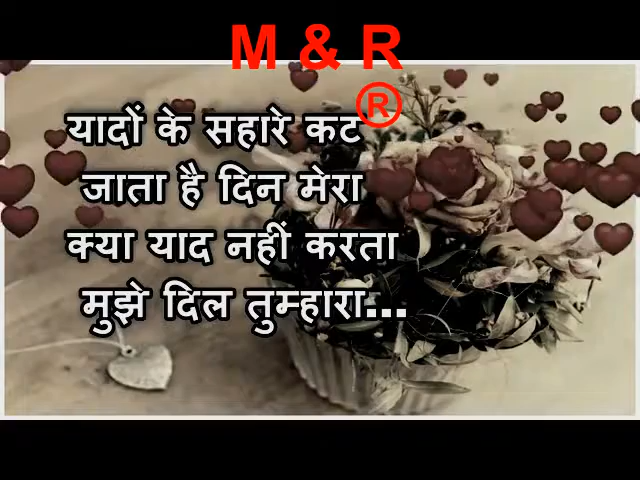 M & R
®
यादों के सहारे कट
जाता है दिन मेरा
क्या याद नहीं करता
मुझे दिल तुम्हारा...